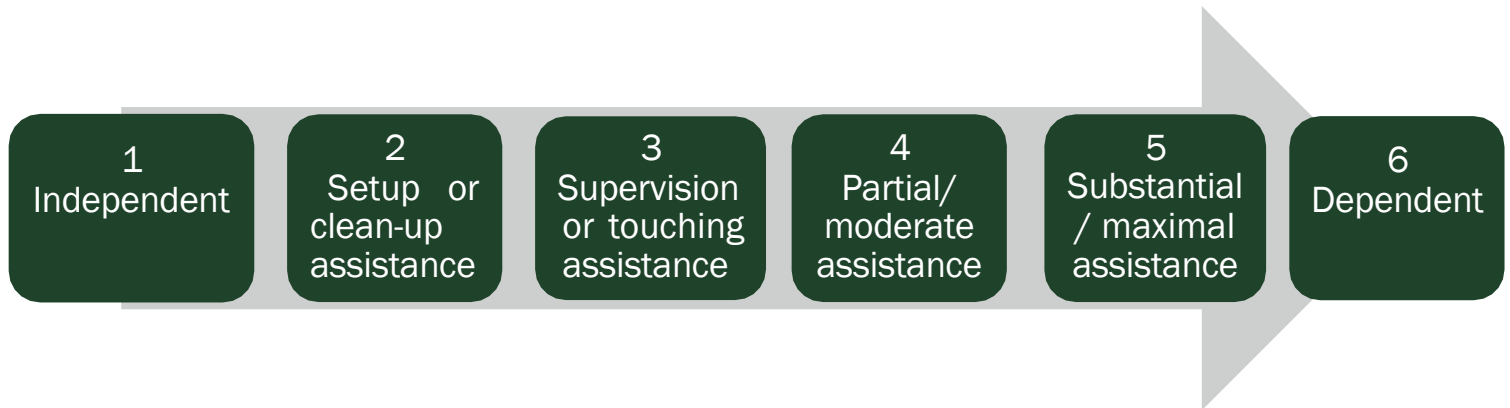 1
Independent
2
Setup or
clean-up
assistance
3
Supervision
or touching
assistance
4
Partial/
moderate
assistance
5
Substantial
/ maximal
assistance
6
Dependent